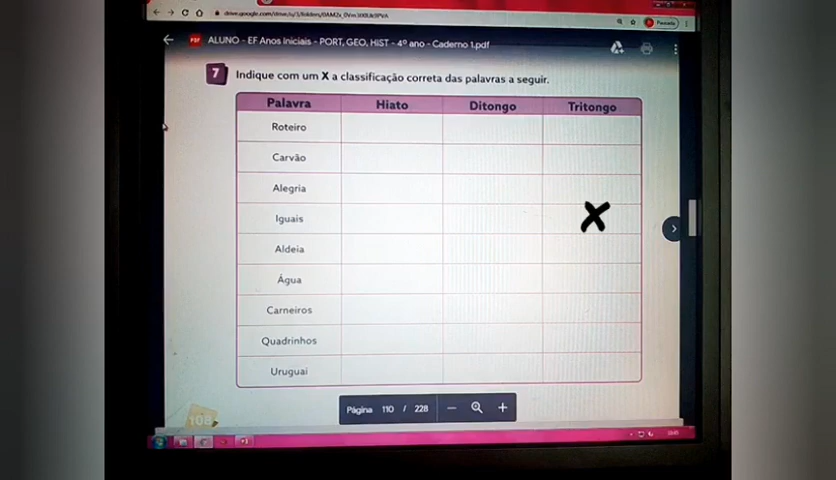 ALUNO - EF Anos Iniciais - PORT, GEO, HIST - 4º ano - Caderno 1.pdf
7 Indique com um X a classificação correta das palavras a seguir.
Palavra Hiato Ditongo Tritongo
Roteiro
Carvão
Alegria
Iguais X
Aldeia
Água
Carneiros
Quadrinhos
Uruguai
Página 110 / 228
108